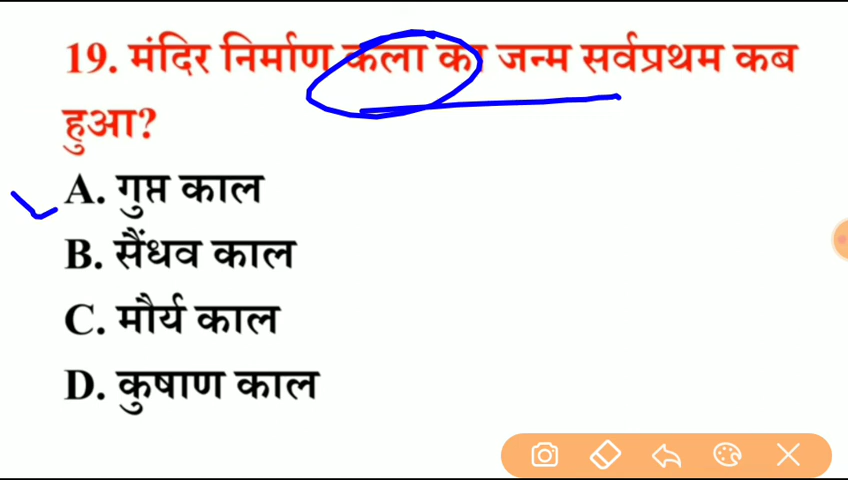 19. मंदिर निर्माण कला का जन्म सर्वप्रथम कब
हुआ?
A. गुप्त काल
B. सैंधव काल
C. मौर्य काल
D. कुषाण काल